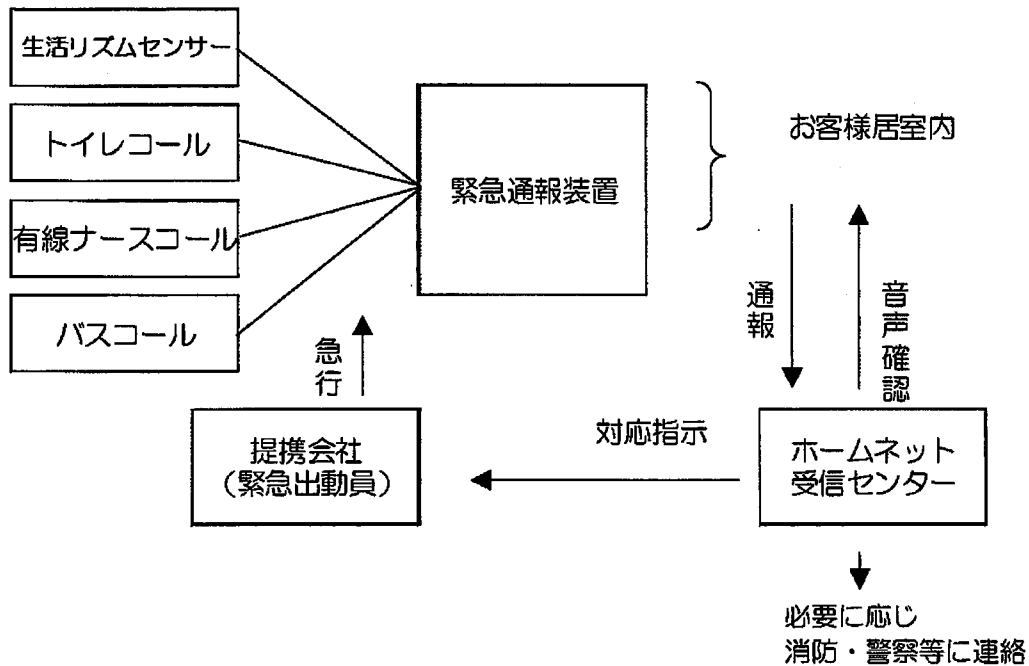 生活リズムセンサー
トイレコール
有線ナースコール
バスコール
緊急通報装置
お客様居室内
通報
音声確認
急行
対応指示
提携会社
（緊急出動員）
ホームネット
受信センター
必要に応じ
消防・警察等に連絡